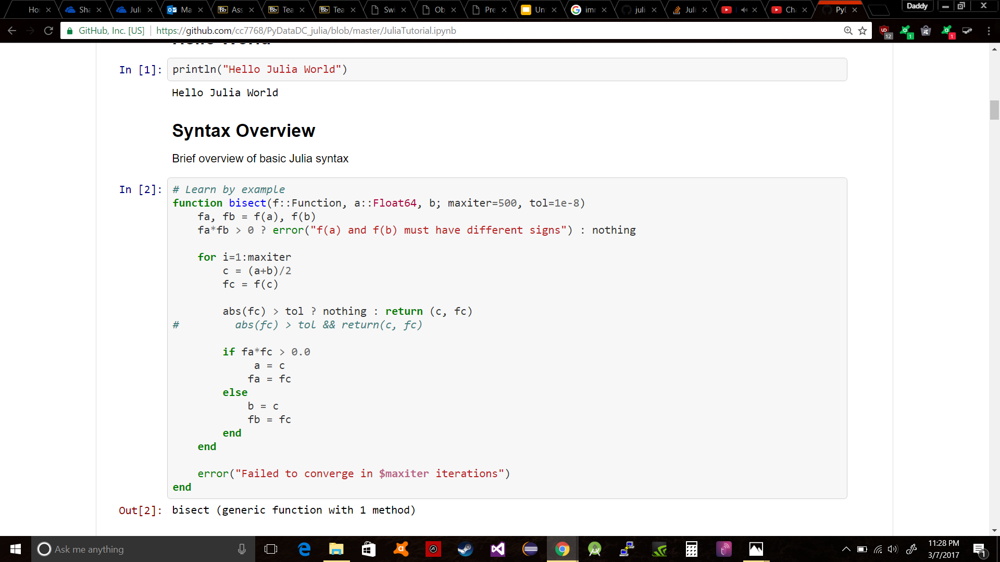 Ho
Sha
Juli
Ma
Ass
Tea
Tea
Swi
Ob
Pre
Un
imr
juli
Juli
Ch
PyD
Daddy
GitHub, Inc. [US] https://github.com/cc7768/PyDataDC_julia/blob/master/JuliaTutorial.ipynb
12
1
1
Hello World
In [1]: println("Hello Julia World")
Hello Julia World
Syntax Overview
Brief overview of basic Julia syntax
In [2]: # Learn by example
function bisect(f::Function, a::Float64, b; maxiter=500, tol=1e-8)
    fa, fb = f(a), f(b)
    fa*fb > 0 ? error("f(a) and f(b) must have different signs") : nothing
    for i=1:maxiter
        c = (a+b)/2
        fc = f(c)
        abs(fc) > tol ? nothing : return (c, fc)
#         abs(fc) > tol && return(c, fc)
        if fa*fc > 0.0
             a = c
            fa = fc
        else
            b = c
            fb = fc
        end
    end
    error("Failed to converge in $maxiter iterations")
end
Out[2]: bisect (generic function with 1 method)
Ask me anything
11:28 PM
3/7/2017
1